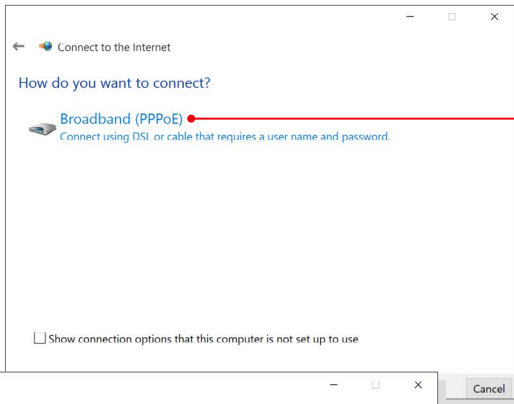 Connect to the Internet
How do you want to connect?
Broadband (PPPoE)
Connect using DSL or cable that requires a user name and password.
Show connection options that this computer is not set up to use
Cancel